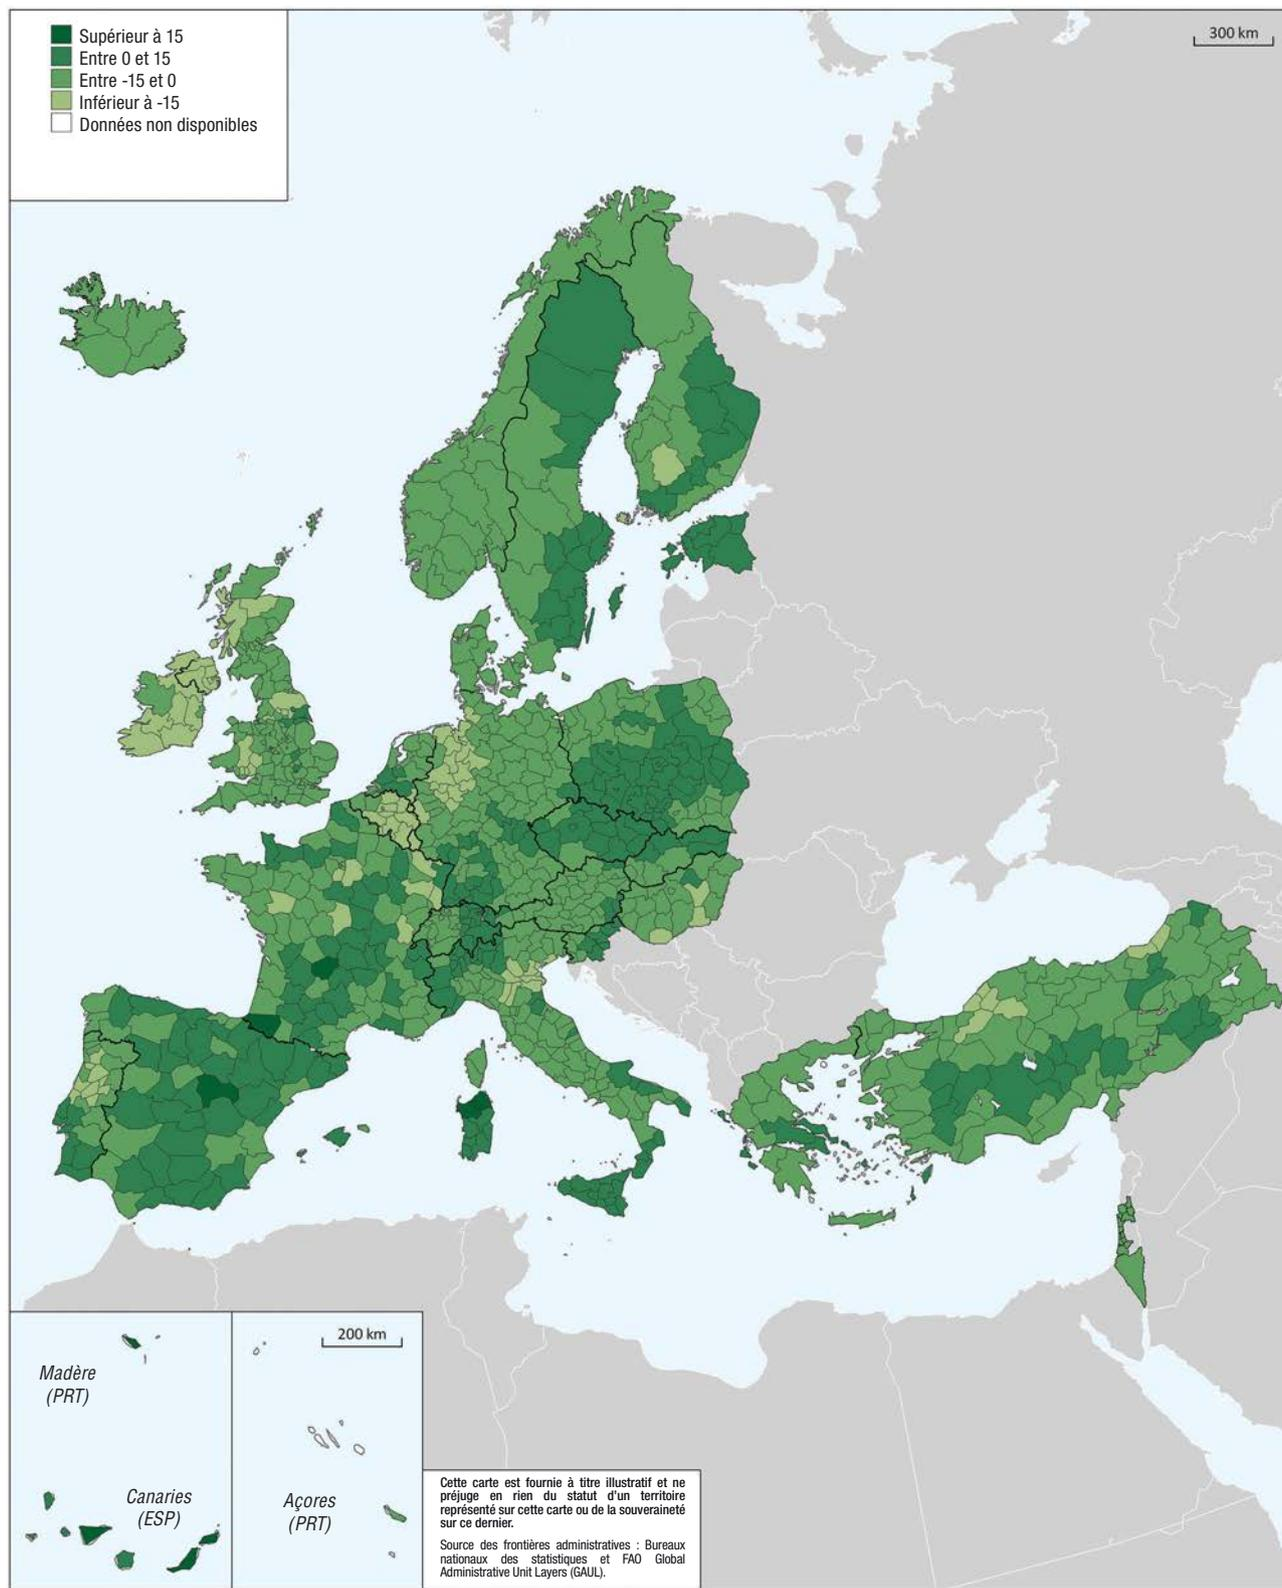 Supérieur à 15
Entre 0 et 15
Entre -15 et 0
Inférieur à -15
Données non disponibles
300 km
200 km
Madère
(PRT)
Canaries
(ESP)
Açores
(PRT)
Cette carte est fournie à titre illustratif et ne
préjuge en rien du statut d'un territoire
représenté sur cette carte ou de la souveraineté
sur ce dernier.
Source des frontières administratives : Bureaux
nationaux des statistiques et FAO Global
Administrative Unit Layers (GAUL).